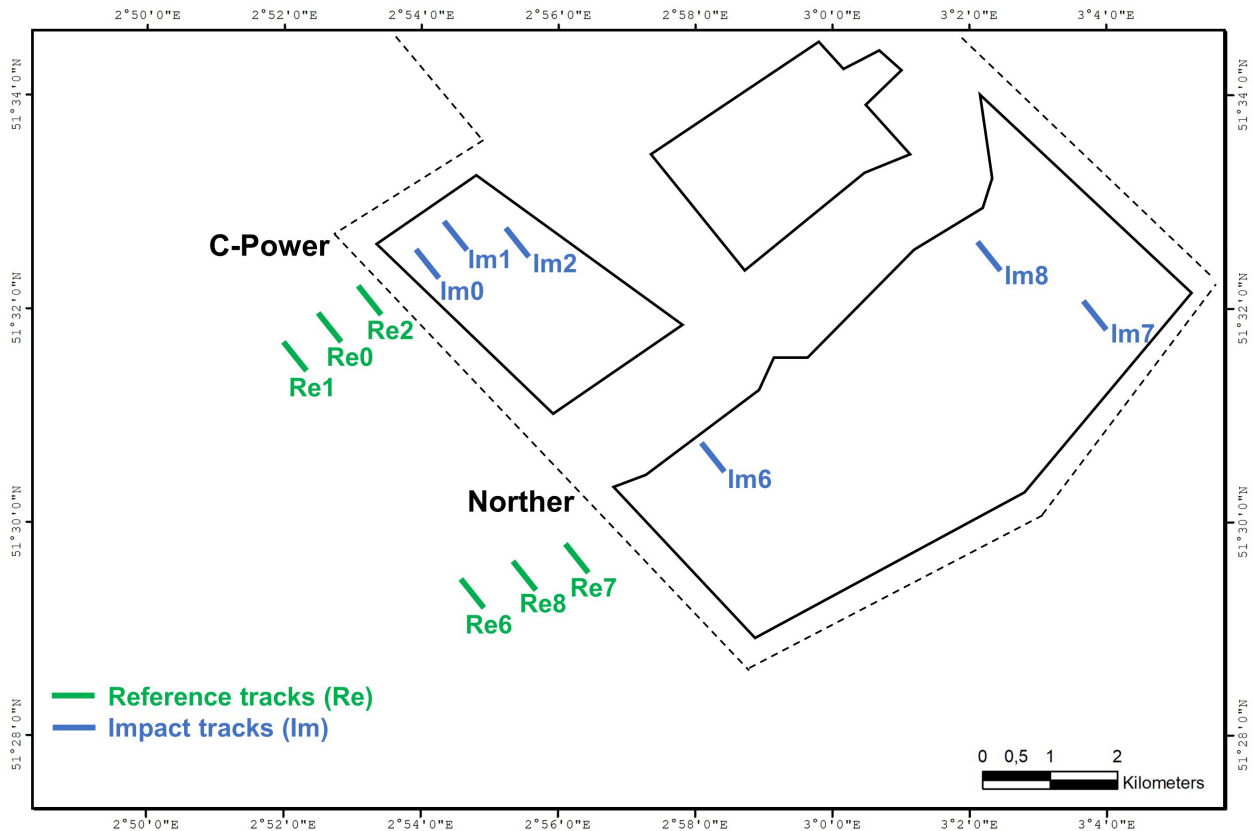 2°50'0"E 2°52'0"E 2°54'0"E 2°56'0"E 2°58'0"E 3°0'0"E 3°2'0"E 3°4'0"E
51°34'0"N 51°34'0"N
C-Power
Im1
Im2
Im8
Im0
51°32'0"N 51°32'0"N
Re2
Im7
Re0
Re1
Im6
Norther
51°30'0"N 51°30'0"N
Re7
Re8
Re6
Reference tracks (Re)
Impact tracks (Im)
51°28'0"N 51°28'0"N
0 0,5 1 2
Kilometers
2°50'0"E 2°52'0"E 2°54'0"E 2°56'0"E 2°58'0"E 3°0'0"E 3°2'0"E 3°4'0"E